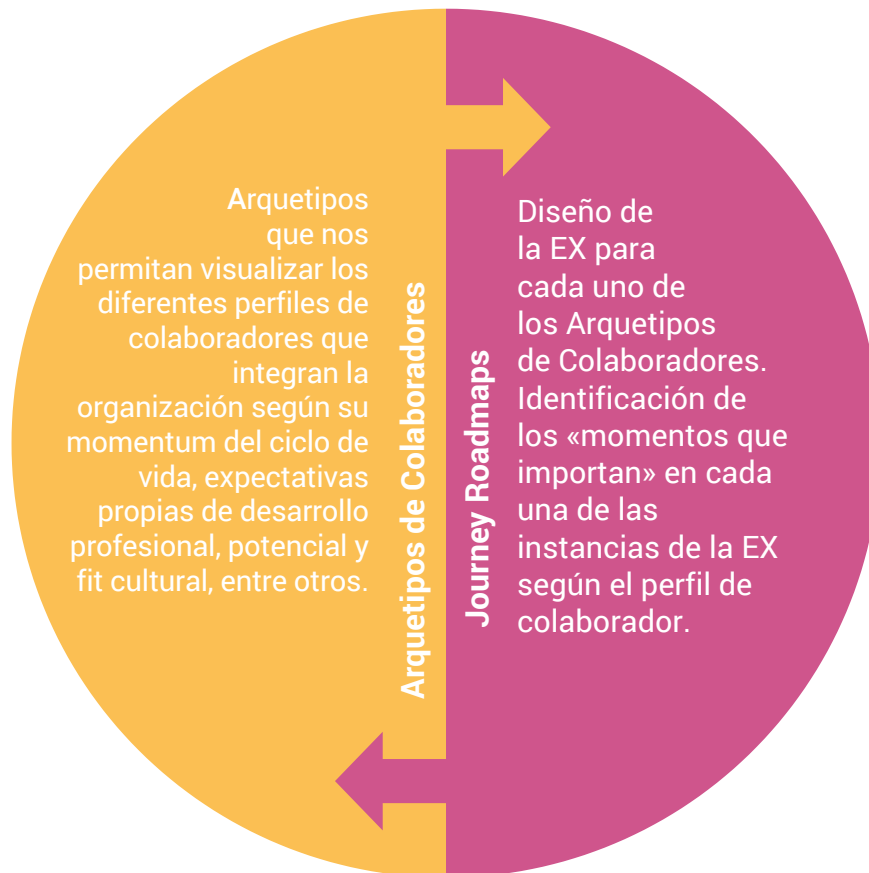 Arquetipos
que nos
permitan visualizar los
diferentes perfiles de
colaboradores que
integran la
organización según su
momentum del ciclo de
vida, expectativas
propias de desarrollo
profesional, potencial y
fit cultural, entre otros.
Arquetipos de Colaboradores
Journey Roadmaps
Diseño de
la EX para
cada uno de
los Arquetipos
de Colaboradores.
Identificación de
los «momentos que
importan» en cada
una de las
instancias de la EX
según el perfil de
colaborador.